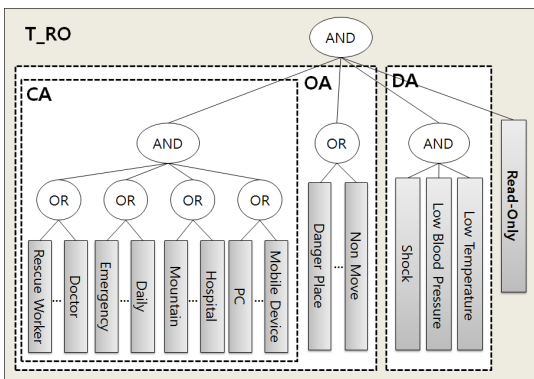 T_RO
AND
CA
OA
DA
AND
OR
AND
OR
OR
OR
OR
Rescue Worker
...
Doctor
Emergency
...
Daily
Mountain
...
Hospital
PC
...
Mobile Device
Danger Place
...
Non Move
Shock
Low Blood Pressure
Low Temperature
Read-Only